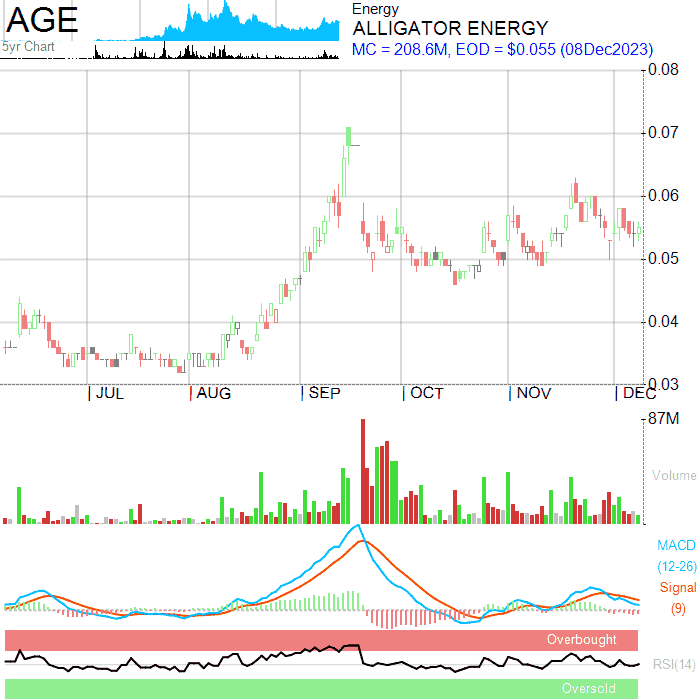 AGE
5yr Chart
Energy
ALLIGATOR ENERGY
MC = 208.6M, EOD = $0.055 (08Dec2023)
0.08
0.07
0.06
0.05
0.04
0.03
JUL AUG SEP OCT NOV DEC
87M
Volume
MACD
(12-26)
Signal
(9)
Overbought
RSI(14)
Oversold